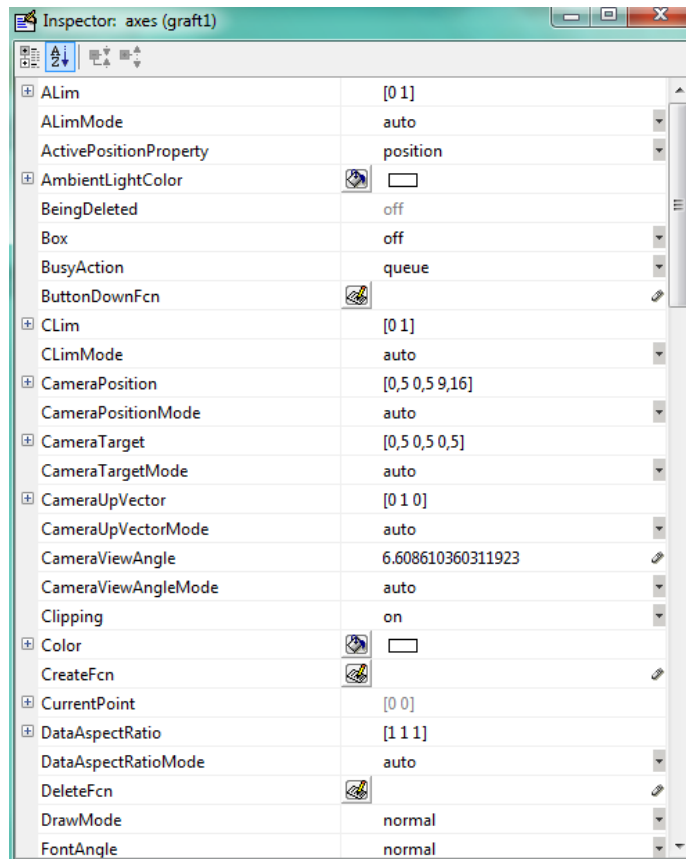 Inspector: axes (graft1)
ALim [0 1]
ALimMode auto
ActivePositionProperty position
AmbientLightColor
BeingDeleted off
Box off
BusyAction queue
ButtonDownFcn
CLim [0 1]
CLimMode auto
CameraPosition [0,5 0,5 9,16]
CameraPositionMode auto
CameraTarget [0,5 0,5 0,5]
CameraTargetMode auto
CameraUpVector [0 1 0]
CameraUpVectorMode auto
CameraViewAngle 6.608610360311923
CameraViewAngleMode auto
Clipping on
Color
CreateFcn
CurrentPoint [0 0]
DataAspectRatio [1 1 1]
DataAspectRatioMode auto
DeleteFcn
DrawMode normal
FontAngle normal